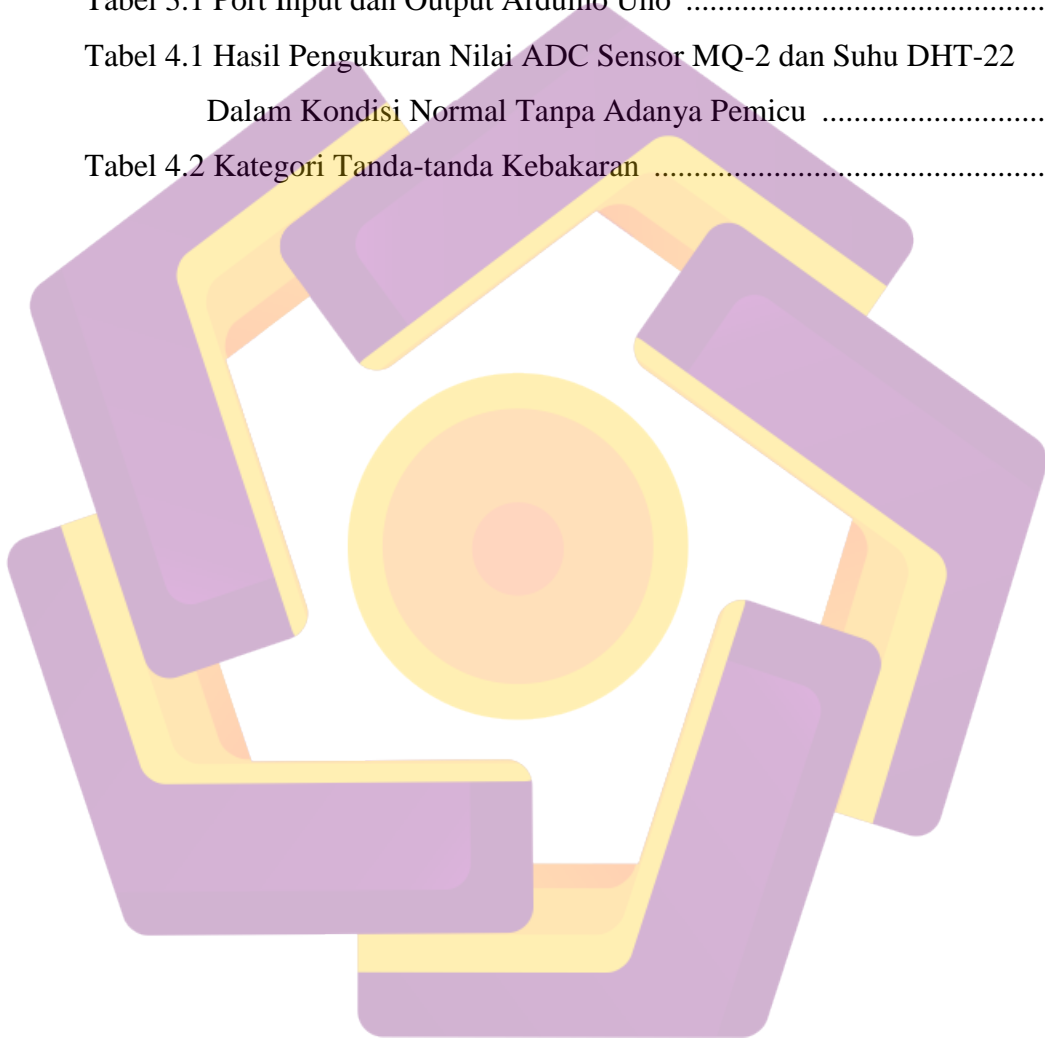 Tabel 3.1 Port Input dan Output Arduino Uno ............................................
Tabel 4.1 Hasil Pengukuran Nilai ADC Sensor MQ-2 dan Suhu DHT-22
Dalam Kondisi Normal Tanpa Adanya Pemicu ...........................
Tabel 4.2 Kategori Tanda-tanda Kebakaran ................................................